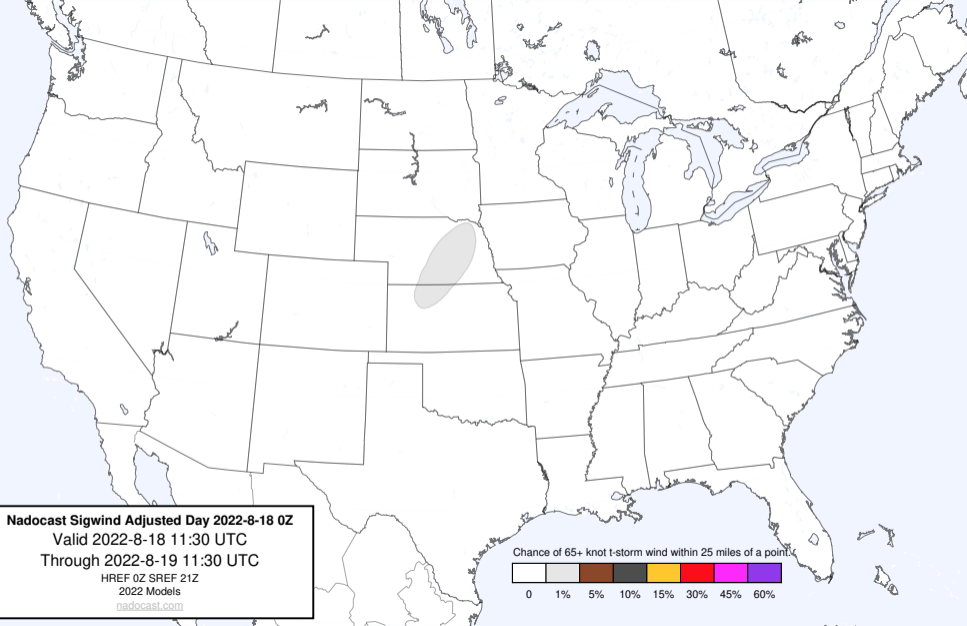 Nadocast Sigwind Adjusted Day 2022-8-18 0Z
Valid 2022-8-18 11:30 UTC
Through 2022-8-19 11:30 UTC
HREF 0Z SREF 21Z
2022 Models
nadocast.com
Chance of 65+ knot t-storm wind within 25 miles of a point.
0 1% 5% 10% 15% 30% 45% 60%